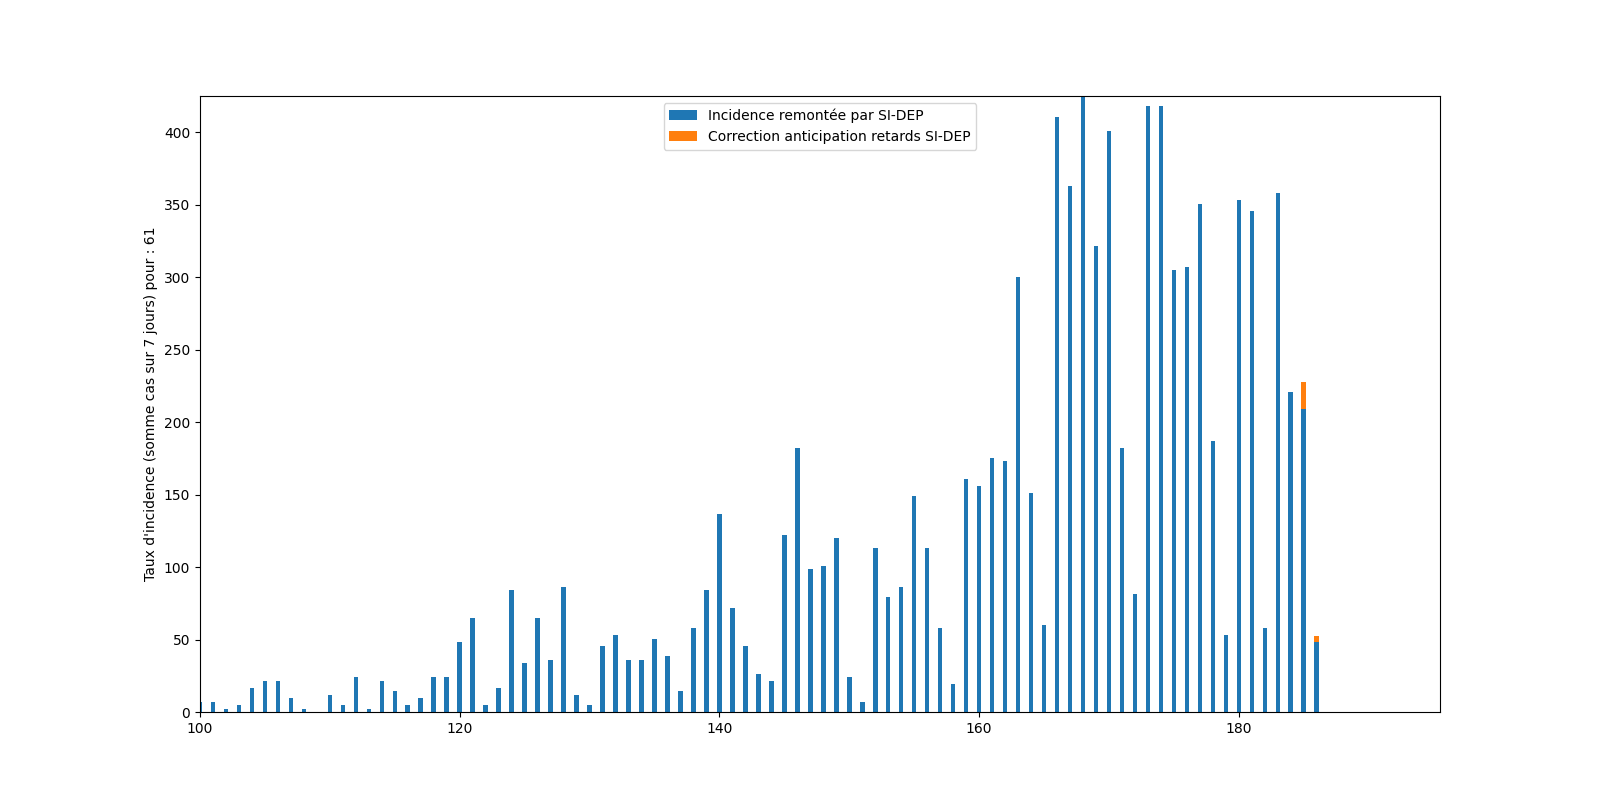 Incidence remontée par SI-DEP
Correction anticipation retards SI-DEP
Taux d'incidence (somme cas sur 7 jours) pour : 61
400
350
300
250
200
150
100
50
0
100 120 140 160 180